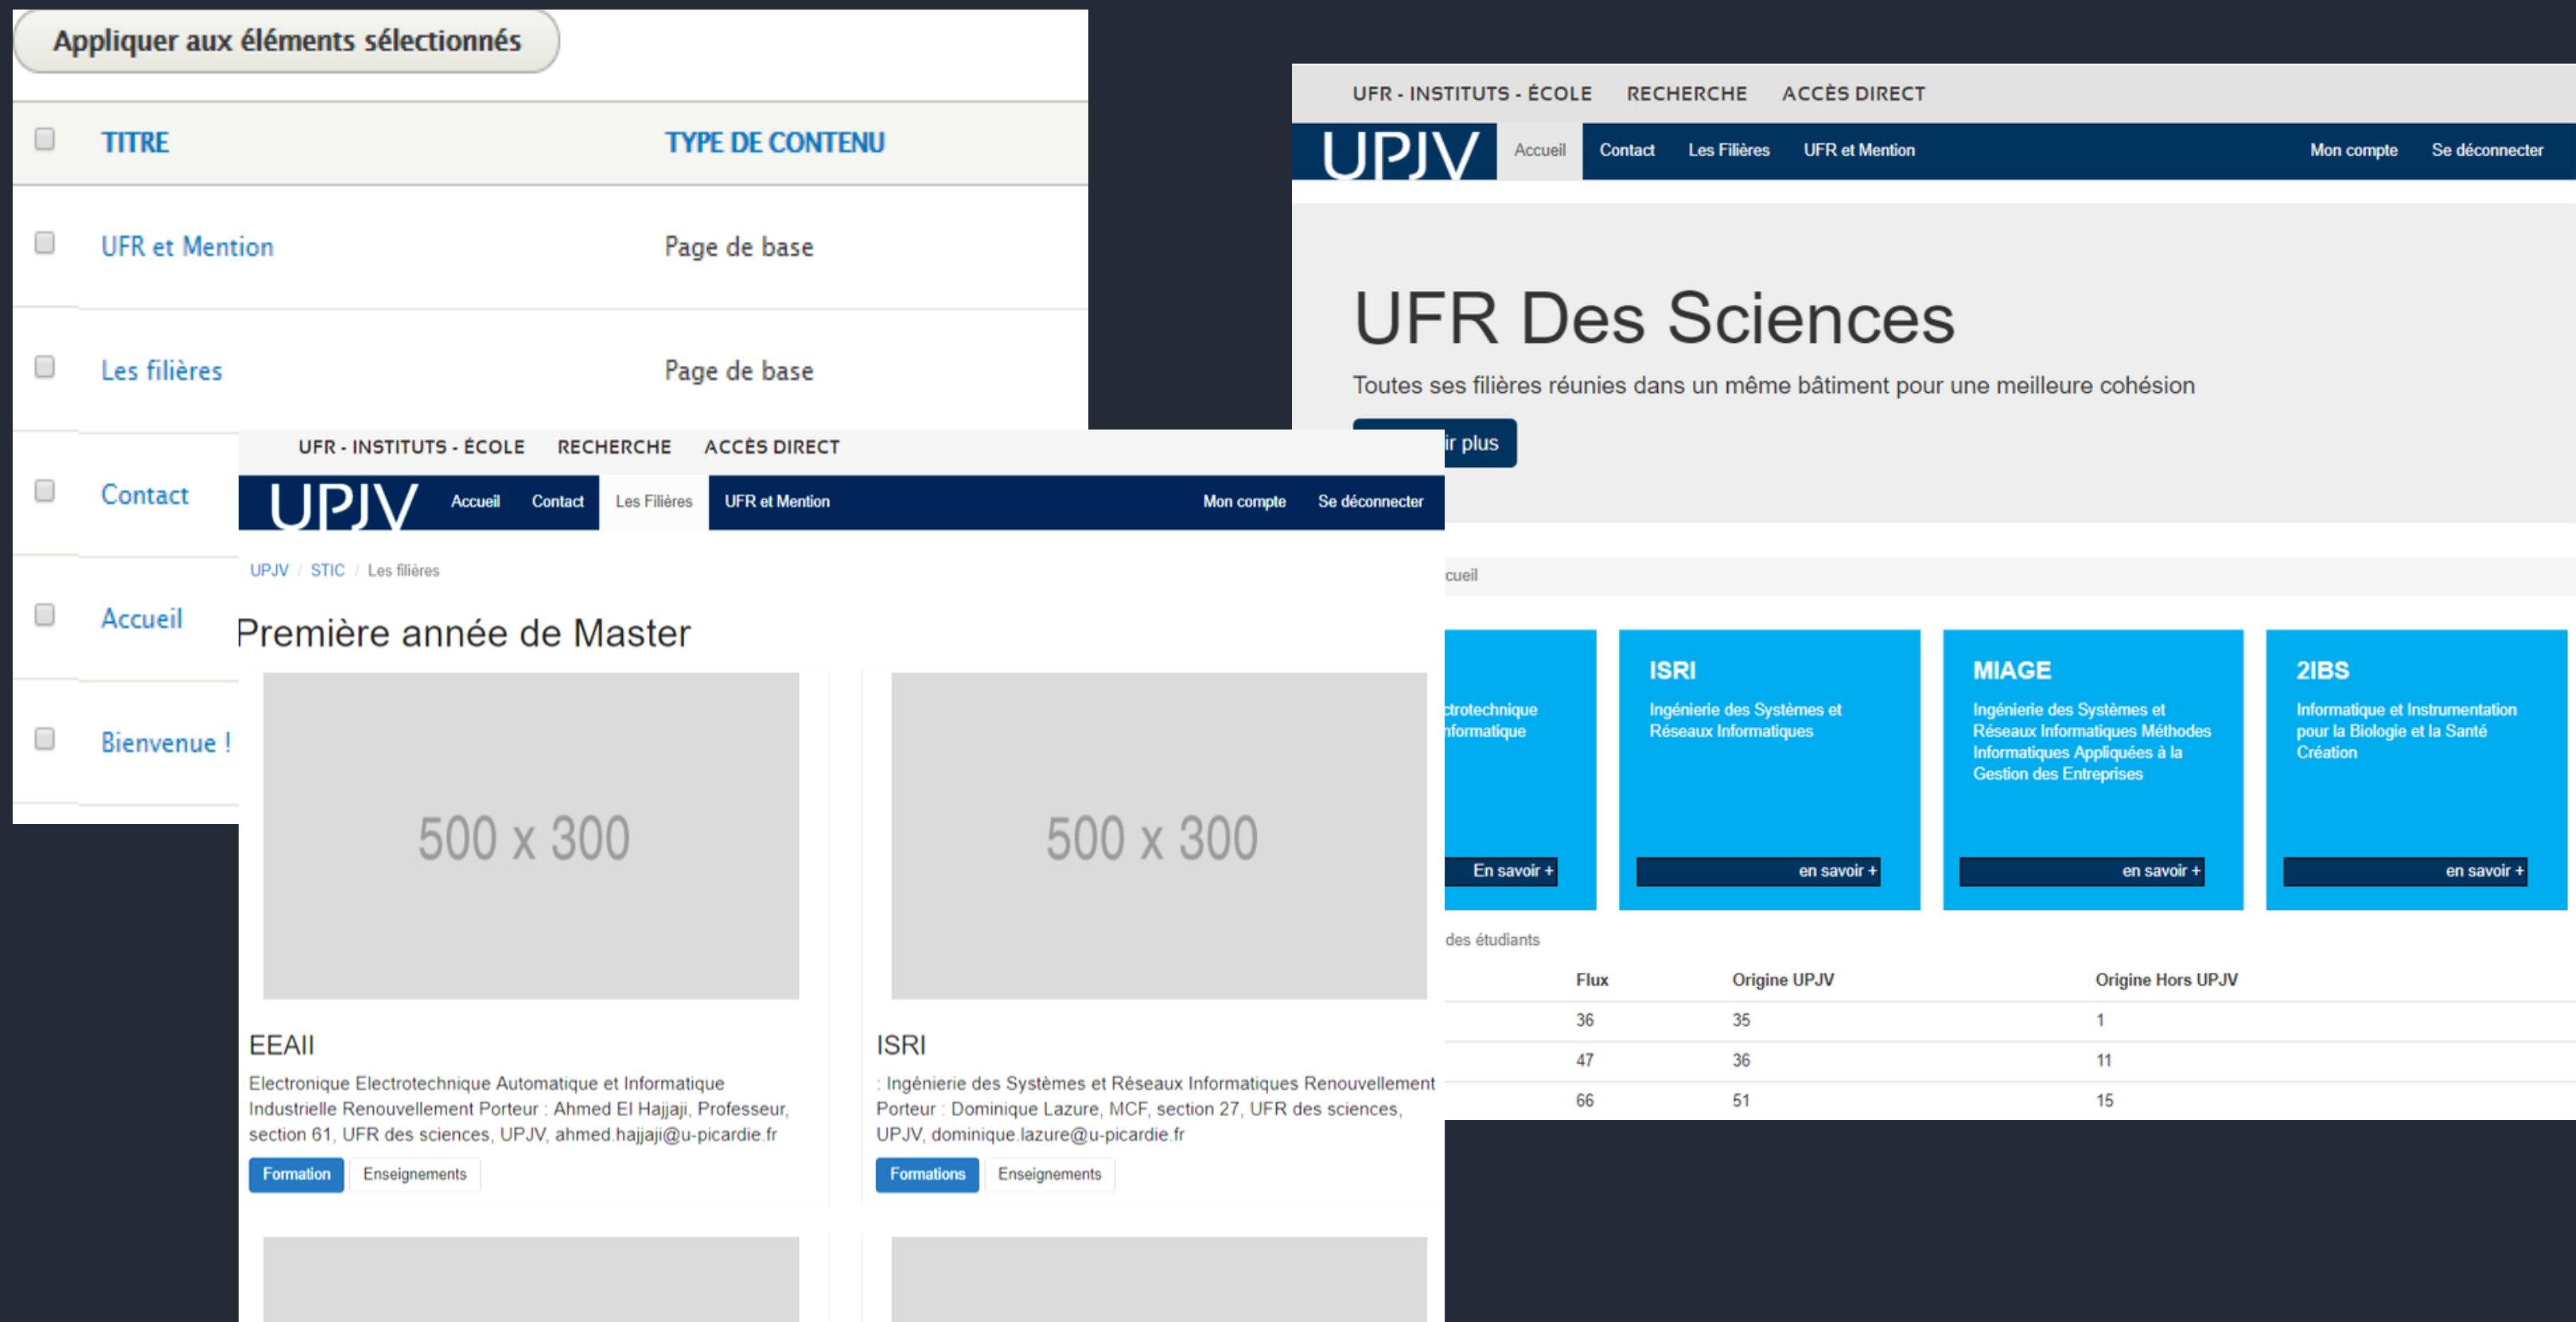 Appliquer aux éléments sélectionnés
TITRE TYPE DE CONTENU
UFR et Mention Page de base
Les filières Page de base
Contact
Accueil
Bienvenue !
UFR - INSTITUTS - ÉCOLE RECHERCHE ACCÈS DIRECT
UPJV Accueil Contact Les Filières UFR et Mention Mon compte Se déconnecter
UPJV / STIC / Les filières
Première année de Master
500 x 300 500 x 300
EEAII
Electronique Electrotechnique Automatique et Informatique
Industrielle Renouvellement Porteur : Ahmed El Hajjaji, Professeur,
section 61, UFR des sciences, UPJV, ahmed.hajjaji@u-picardie.fr
Formation Enseignements
ISRI
: Ingénierie des Systèmes et Réseaux Informatiques Renouvellement
Porteur : Dominique Lazure, MCF, section 27, UFR des sciences,
UPJV, dominique.lazure@u-picardie.fr
Formations Enseignements
UFR - INSTITUTS - ÉCOLE RECHERCHE ACCÈS DIRECT
UPJV Accueil Contact Les Filières UFR et Mention Mon compte Se déconnecter
UFR Des Sciences
Toutes ses filières réunies dans un même bâtiment pour une meilleure cohésion
ir plus
cueil
ctrotechnique
nformatique
En savoir +
ISRI
Ingénierie des Systèmes et
Réseaux Informatiques
en savoir +
MIAGE
Ingénierie des Systèmes et
Réseaux Informatiques Méthodes
Informatiques Appliquées à la
Gestion des Entreprises
en savoir +
2IBS
Informatique et Instrumentation
pour la Biologie et la Santé
Création
en savoir +
des étudiants
Flux Origine UPJV Origine Hors UPJV
36 35 1
47 36 11
66 51 15